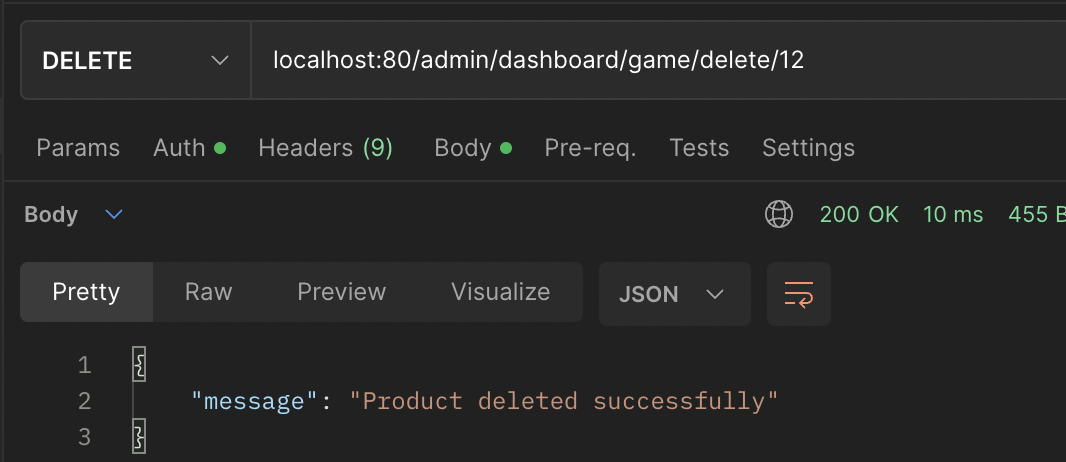 DELETE localhost:80/admin/dashboard/game/delete/12
Params Auth Headers (9) Body Pre-req. Tests Settings
Body 200 OK 10 ms 455 B
Pretty Raw Preview Visualize JSON
1 {
2 "message": "Product deleted successfully"
3 }